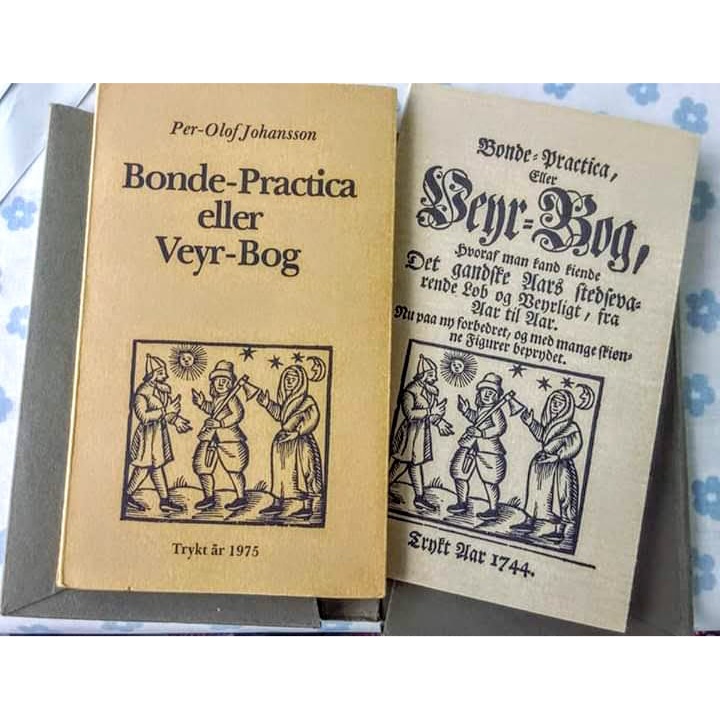 Per-Olof Johansson
Bonde-Practica
eller
Veyr-Bog
Trykt år 1975
Bonde-Practica,
Eller
Veyr-Bog,
Hvoraf man kand kiende
Det gandske Aars stedseva-
rende Løb og Veyrligt, fra
Aar til Aar.
Nu paa ny forbedret, og med mange skiøn-
ne Figurer beprydet.
Trykt Aar 1744.